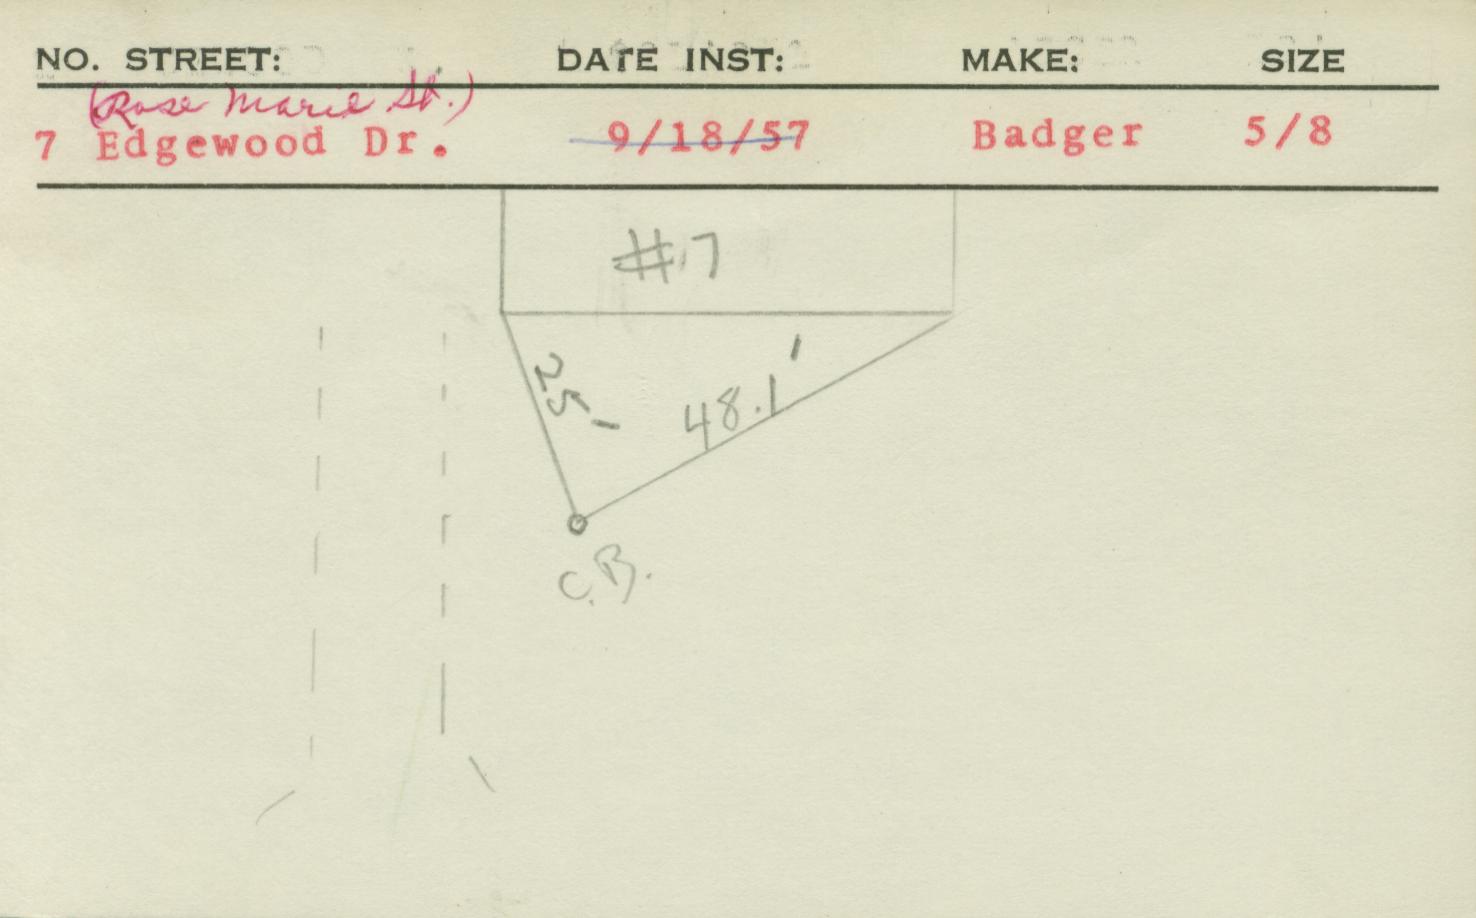 NO. STREET: DATE INST: MAKE: SIZE
(Rose Marie St.)
7 Edgewood Dr. 9/18/57 Badger 5/8
#7
25'
48.1'
C.B.